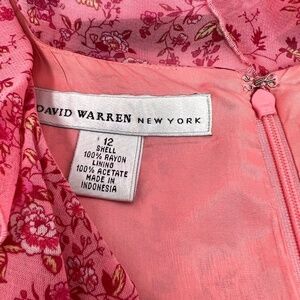 DAVID WARREN NEW YORK
12
SHELL
100% RAYON
LINING
100% ACETATE
MADE IN
INDONESIA